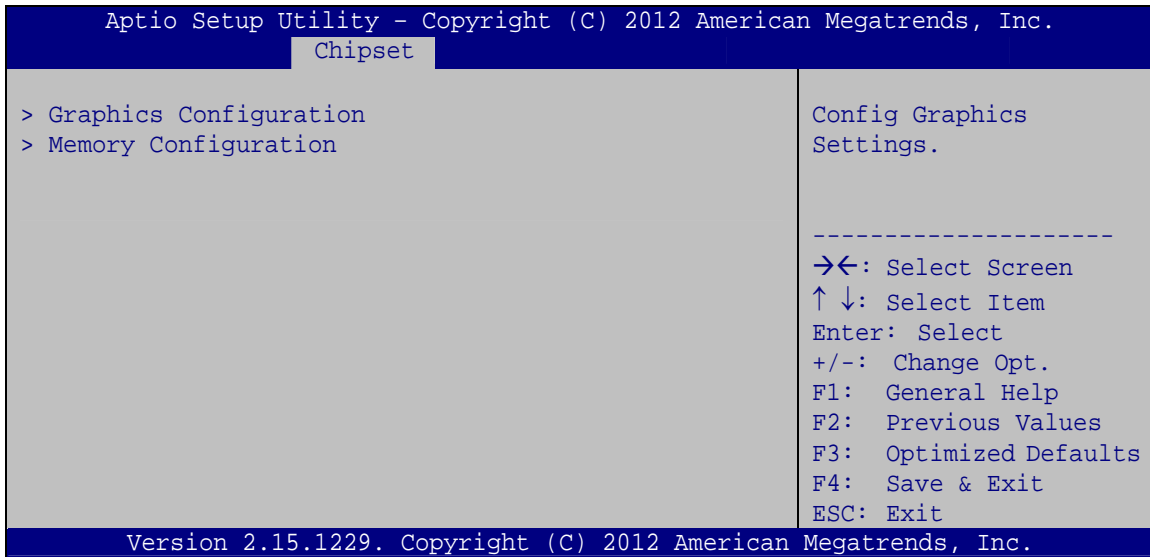 Aptio Setup Utility – Copyright (C) 2012 American Megatrends, Inc.
Chipset
> Graphics Configuration
> Memory Configuration
Config Graphics
Settings.
---------------------
→←: Select Screen
↑ ↓: Select Item
Enter: Select
+/-: Change Opt.
F1: General Help
F2: Previous Values
F3: Optimized Defaults
F4: Save & Exit
ESC: Exit
Version 2.15.1229. Copyright (C) 2012 American Megatrends, Inc.